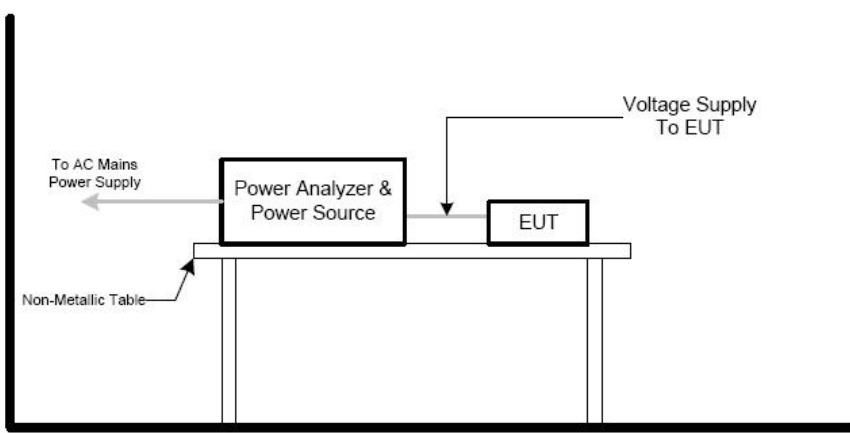 Voltage Supply
To EUT
To AC Mains
Power Supply
Power Analyzer &
Power Source
EUT
Non-Metallic Table